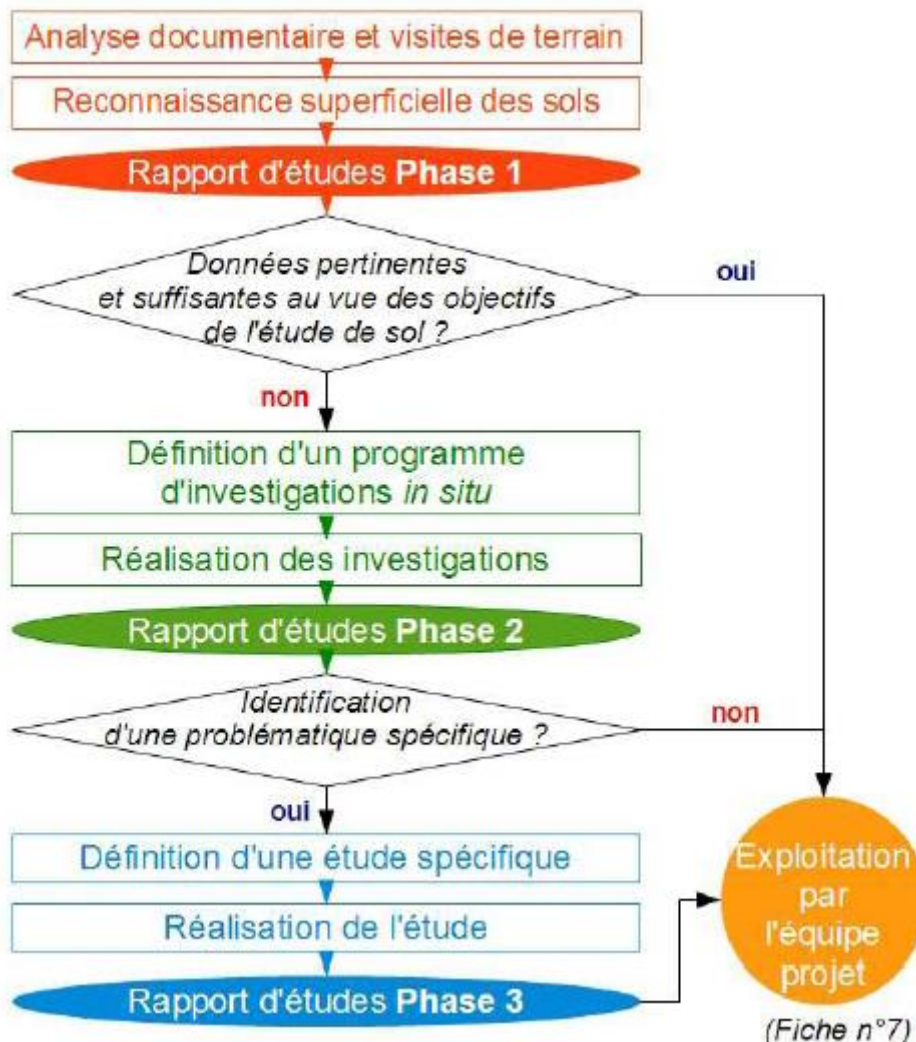 Analyse documentaire et visites de terrain
Reconnaissance superficielle des sols
Rapport d'études Phase 1
Données pertinentes
et suffisantes au vue des objectifs
de l'étude de sol ?
oui
non
Définition d'un programme
d'investigations in situ
Réalisation des investigations
Rapport d'études Phase 2
Identification
d'une problématique spécifique ?
non
oui
Définition d'une étude spécifique
Réalisation de l'étude
Rapport d'études Phase 3
Exploitation
par
l'équipe
projet
(Fiche n°7)